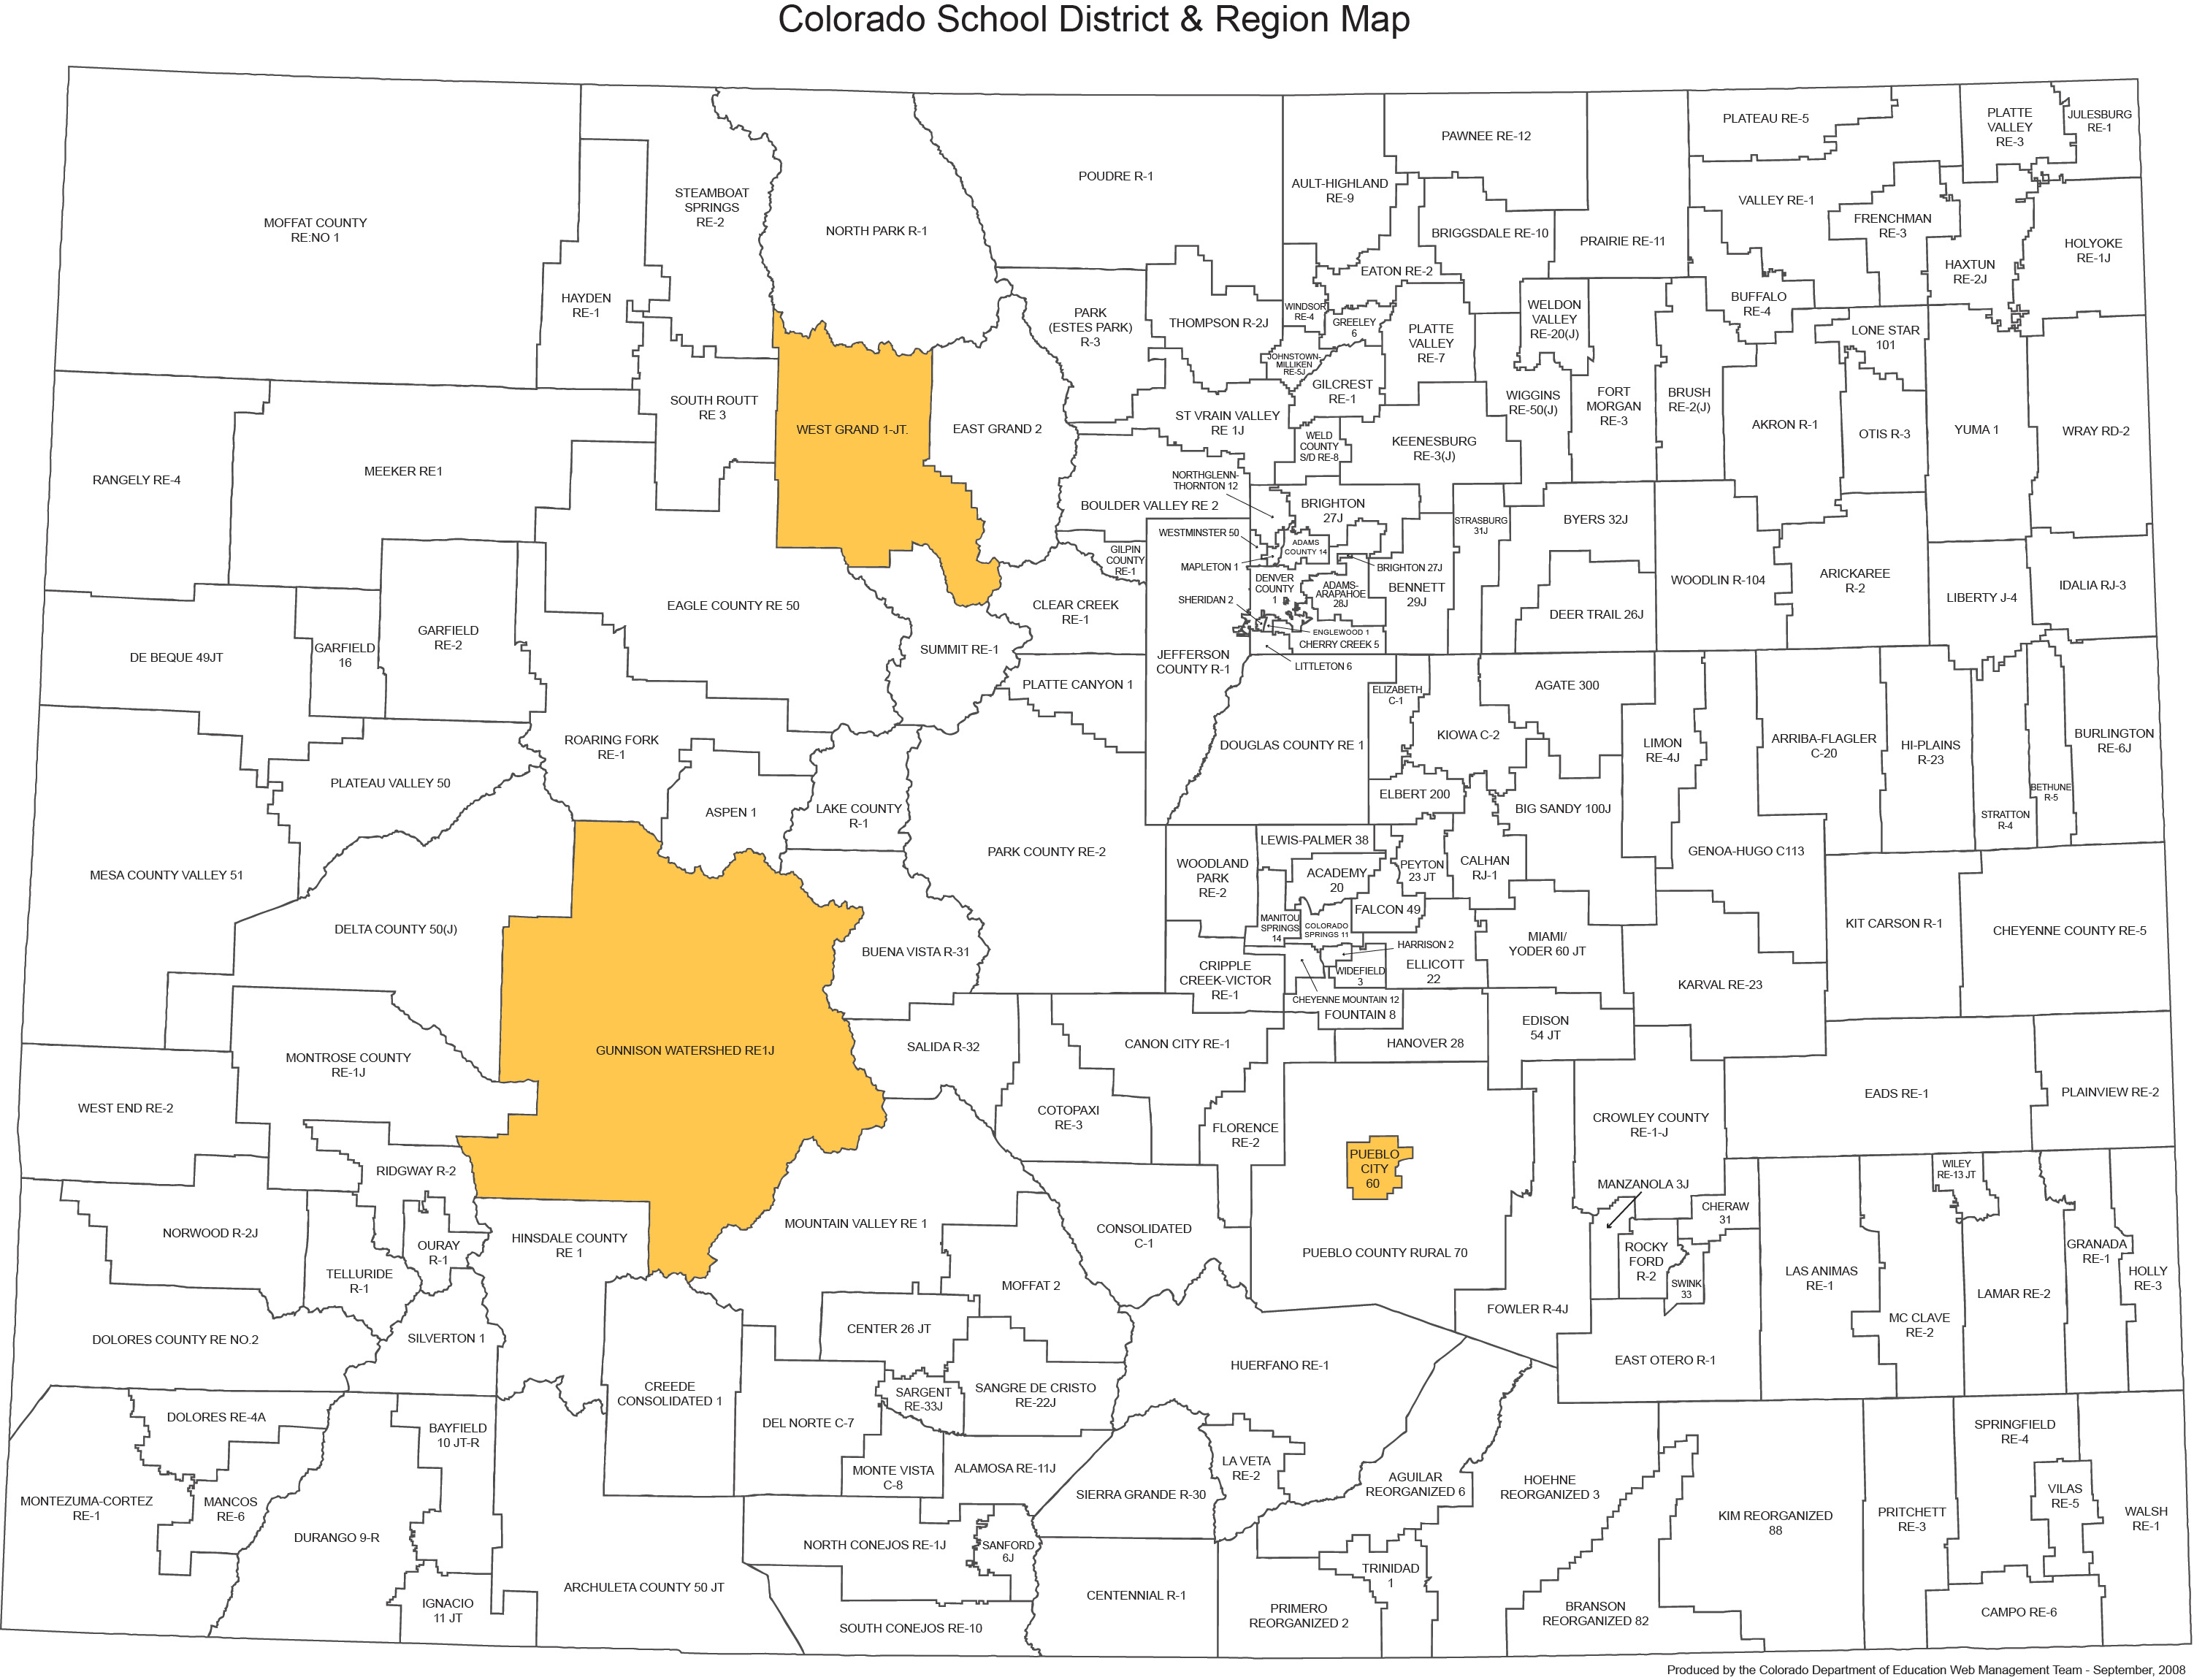 Colorado School District & Region Map
MOFFAT COUNTY
RE:NO 1
HAYDEN
RE-1
STEAMBOAT
SPRINGS
RE-2
NORTH PARK R-1
POUDRE R-1
AULT-HIGHLAND
RE-9
PAWNEE RE-12
BRIGGSDALE RE-10
PRAIRIE RE-11
PLATEAU RE-5
VALLEY RE-1
PLATTE
VALLEY
RE-3
JULESBURG
RE-1
FRENCHMAN
RE-3
HAXTUN
RE-2J
HOLYOKE
RE-1J
BUFFALO
RE-4
LONE STAR
101
EATON RE-2
WINDSOR
RE-4
GREELEY
6
PLATTE
VALLEY
RE-7
WELDON
VALLEY
RE-20(J)
PARK
(ESTES PARK)
R-3
THOMPSON R-2J
JOHNSTOWN-
MILLIKEN
RE-5J
GILCREST
RE-1
WIGGINS
RE-50(J)
FORT
MORGAN
RE-3
BRUSH
RE-2(J)
AKRON R-1
OTIS R-3
YUMA 1
WRAY RD-2
SOUTH ROUTT
RE 3
WEST GRAND 1-JT.
EAST GRAND 2
ST VRAIN VALLEY
RE 1J
WELD
COUNTY
S/D RE-8
KEENESBURG
RE-3(J)
RANGELY RE-4
MEEKER RE1
NORTHGLENN-
THORNTON 12
BOULDER VALLEY RE 2
BRIGHTON
27J
STRASBURG
31J
BYERS 32J
WESTMINSTER 50
ADAMS
COUNTY 14
GILPIN
COUNTY
RE-1
MAPLETON 1
BRIGHTON 27J
WOODLIN R-104
ARICKAREE
R-2
LIBERTY J-4
IDALIA RJ-3
DENVER
COUNTY
1
ADAMS-
ARAPAHOE
28J
BENNETT
29J
DEER TRAIL 26J
SHERIDAN 2
ENGLEWOOD 1
CHERRY CREEK 5
LITTLETON 6
EAGLE COUNTY RE 50
CLEAR CREEK
RE-1
SUMMIT RE-1
JEFFERSON
COUNTY R-1
PLATTE CANYON 1
DE BEQUE 49JT
GARFIELD
16
GARFIELD
RE-2
ELIZABETH
C-1
AGATE 300
KIOWA C-2
DOUGLAS COUNTY RE 1
LIMON
RE-4J
ARRIBA-FLAGLER
C-20
HI-PLAINS
R-23
STRATTON
R-4
BETHUNE
R-5
BURLINGTON
RE-6J
ROARING FORK
RE-1
PLATEAU VALLEY 50
ASPEN 1
LAKE COUNTY
R-1
ELBERT 200
BIG SANDY 100J
GENOA-HUGO C113
PARK COUNTY RE-2
LEWIS-PALMER 38
WOODLAND
PARK
RE-2
ACADEMY
20
PEYTON
23 JT
CALHAN
RJ-1
MESA COUNTY VALLEY 51
DELTA COUNTY 50(J)
MANITOU
SPRINGS
14
COLORADO
SPRINGS 11
FALCON 49
KIT CARSON R-1
CHEYENNE COUNTY RE-5
BUENA VISTA R-31
HARRISON 2
MIAMI/
YODER 60 JT
CRIPPLE
CREEK-VICTOR
RE-1
WIDEFIELD
3
ELLICOTT
22
KARVAL RE-23
CHEYENNE MOUNTAIN 12
FOUNTAIN 8
EDISON
54 JT
MONTROSE COUNTY
RE-1J
GUNNISON WATERSHED RE1J
SALIDA R-32
CANON CITY RE-1
HANOVER 28
WEST END RE-2
COTOPAXI
RE-3
FLORENCE
RE-2
CROWLEY COUNTY
RE-1-J
EADS RE-1
PLAINVIEW RE-2
RIDGWAY R-2
PUEBLO
CITY
60
WILEY
RE-13 JT
MANZANOLA 3J
CHERAW
31
NORWOOD R-2J
OURAY
R-1
HINSDALE COUNTY
RE 1
MOUNTAIN VALLEY RE 1
CONSOLIDATED
C-1
PUEBLO COUNTY RURAL 70
ROCKY
FORD
R-2
SWINK
33
LAS ANIMAS
RE-1
GRANADA
RE-1
HOLLY
RE-3
TELLURIDE
R-1
MOFFAT 2
FOWLER R-4J
MC CLAVE
RE-2
LAMAR RE-2
DOLORES COUNTY RE NO.2
SILVERTON 1
CENTER 26 JT
HUERFANO RE-1
EAST OTERO R-1
CREEDE
CONSOLIDATED 1
SARGENT
RE-33J
SANGRE DE CRISTO
RE-22J
DOLORES RE-4A
BAYFIELD
10 JT-R
DEL NORTE C-7
SPRINGFIELD
RE-4
MONTE VISTA
C-8
ALAMOSA RE-11J
LA VETA
RE-2
AGUILAR
REORGANIZED 6
HOEHNE
REORGANIZED 3
SIERRA GRANDE R-30
MONTEZUMA-CORTEZ
RE-1
MANCOS
RE-6
KIM REORGANIZED
88
PRITCHETT
RE-3
VILAS
RE-5
WALSH
RE-1
DURANGO 9-R
NORTH CONEJOS RE-1J
SANFORD
6J
TRINIDAD
1
ARCHULETA COUNTY 50 JT
IGNACIO
11 JT
CENTENNIAL R-1
PRIMERO
REORGANIZED 2
BRANSON
REORGANIZED 82
CAMPO RE-6
SOUTH CONEJOS RE-10
Produced by the Colorado Department of Education Web Management Team - September, 2008